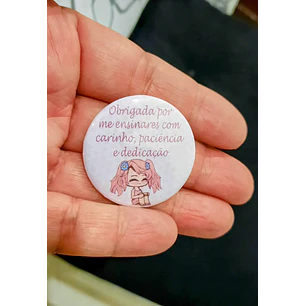 Obrigada por
me ensinares com
carinho, paciência
e dedicação